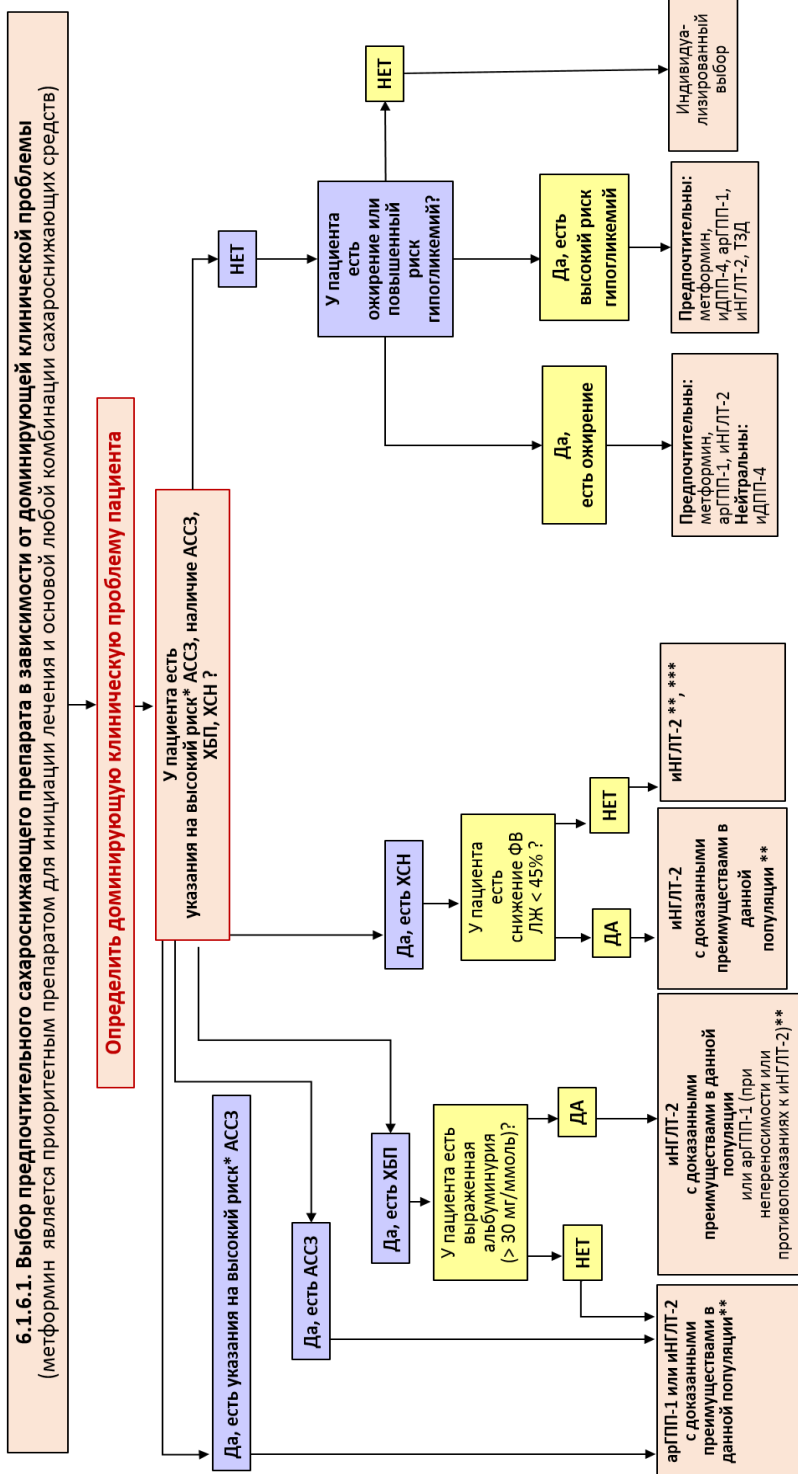 6.1.6.1. Выбор предпочтительного сахароснижающего препарата в зависимости от доминирующей клинической проблемы
(метформин является приоритетным препаратом для инициации лечения и основой любой комбинации сахароснижающих средств)
Определить доминирующую клиническую проблему пациента
У пациента есть
указания на высокий риск* АССЗ, наличие АССЗ,
ХБП, ХСН ?
Да, есть указания на высокий риск* АССЗ
Да, есть АССЗ
Да, есть ХБП
У пациента есть
выраженная
альбуминурия
(> 30 мг/ммоль)?
НЕТ
ДА
Да, есть ХСН
У пациента
есть
снижение ФВ
ЛЖ < 45% ?
ДА
НЕТ
НЕТ
У пациента
есть
ожирение или
повышенный
риск
гипогликемий?
НЕТ
Да,
есть ожирение
Да, есть
высокий риск
гипогликемий
арГПП-1 или иНГЛТ-2
с доказанными
преимуществами в
данной популяции**
иНГЛТ-2
с доказанными
преимуществами в данной
популяции
или арГПП-1 (при
непереносимости или
противопоказаниях к иНГЛТ-2)**
иНГЛТ-2
с доказанными
преимуществами в
данной
популяции **
иНГЛТ-2 **, ***
Предпочтительны:
метформин,
арГПП-1, иНГЛТ-2
Нейтральны:
иДПП-4
Предпочтительны:
метформин,
иДПП-4, арГПП-1,
иНГЛТ-2, ТЗД
Индивидуа-
лизированный
выбор